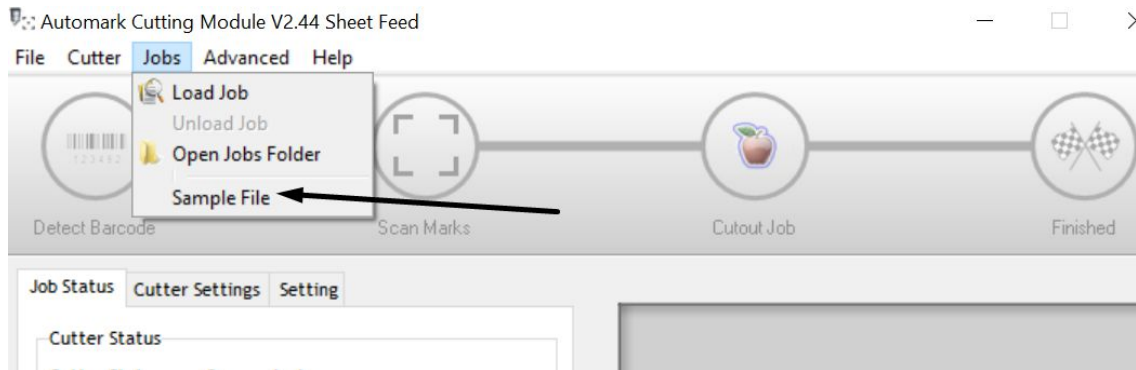 Automark Cutting Module V2.44 Sheet Feed
File Cutter Jobs Advanced Help
Load Job
Unload Job
Open Jobs Folder
Sample File
Detect Barcode Scan Marks Cutout Job Finished
Job Status Cutter Settings Setting
Cutter Status